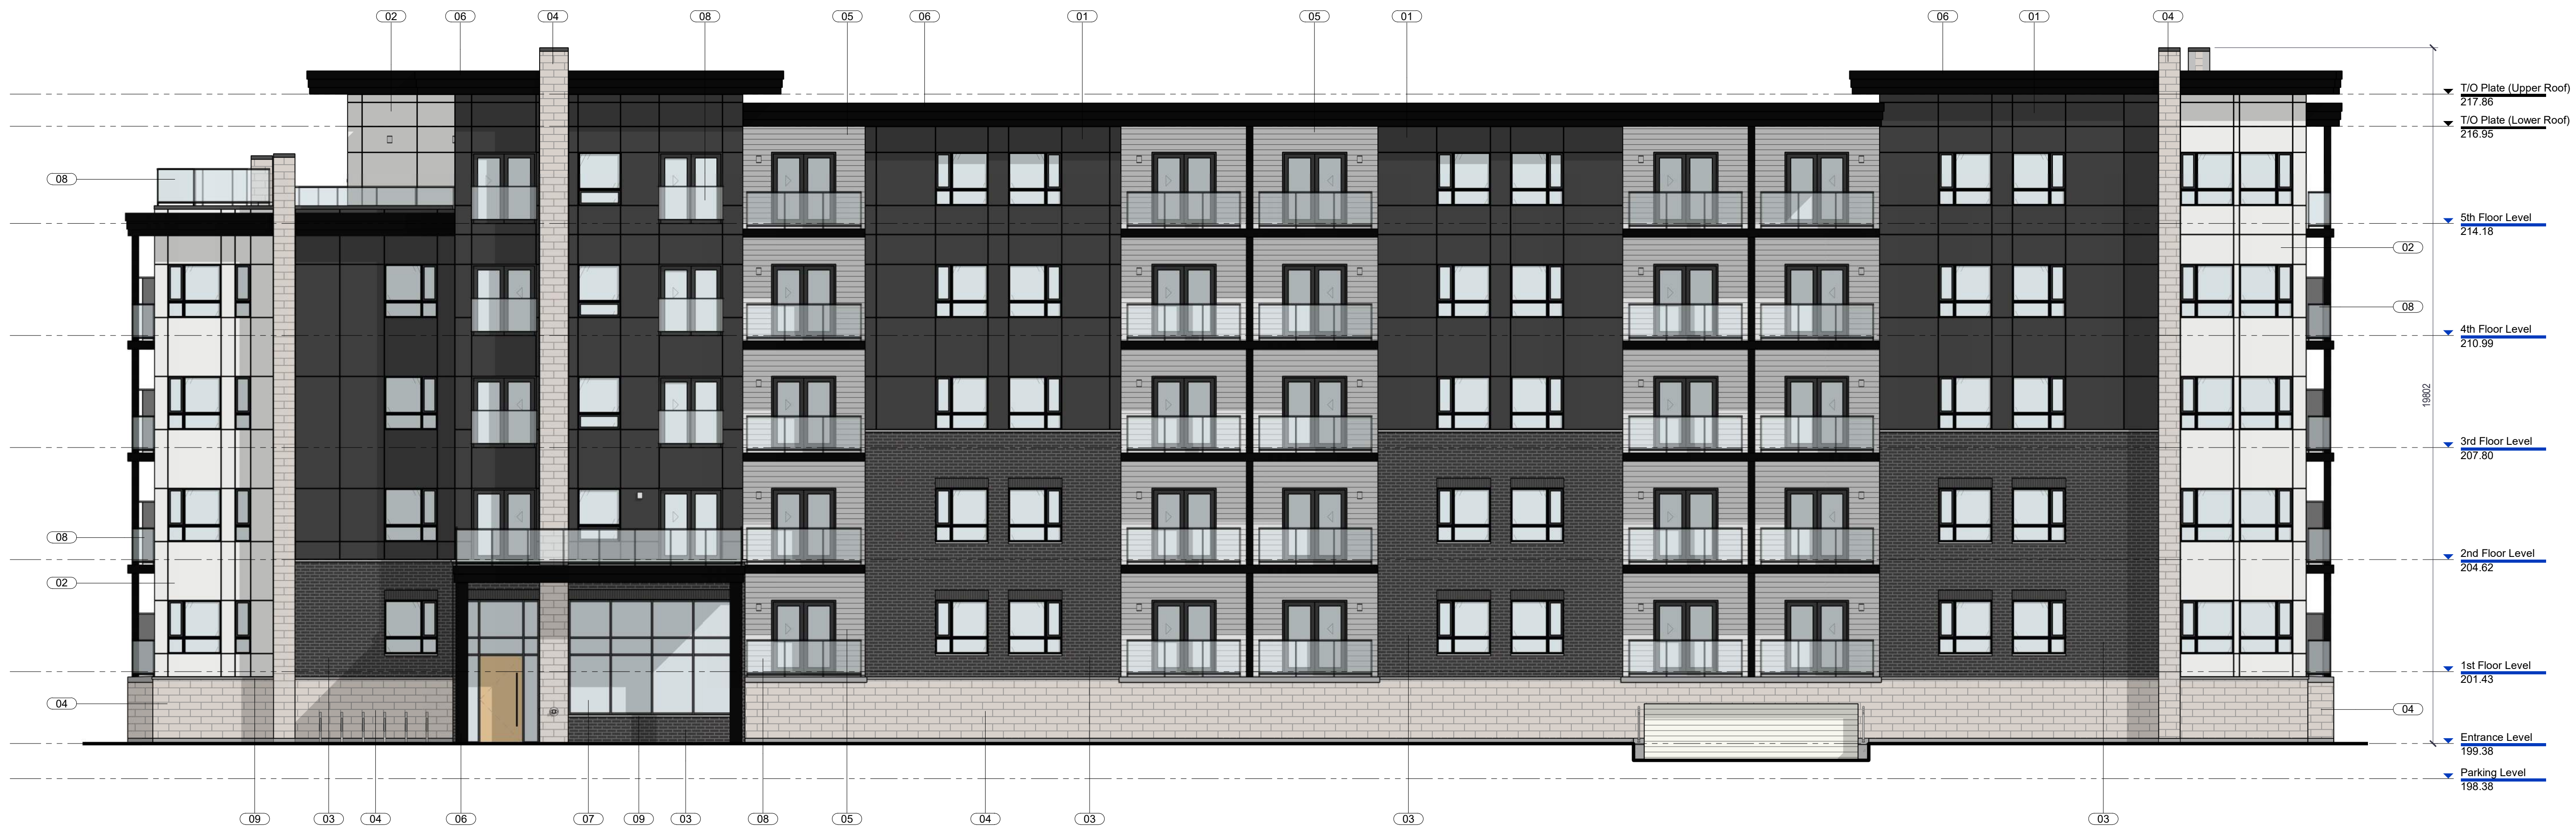 02 06 04 08 05 06 01 05 01 06 01 04
T/O Plate (Upper Roof)
217.86
T/O Plate (Lower Roof)
216.95
08
5th Floor Level
214.18
02
08
4th Floor Level
210.99
19802
3rd Floor Level
207.80
08
2nd Floor Level
204.62
02
1st Floor Level
201.43
04
04
Entrance Level
199.38
Parking Level
198.38
09 03 04 06 07 09 03 08 05 04 03 03 03